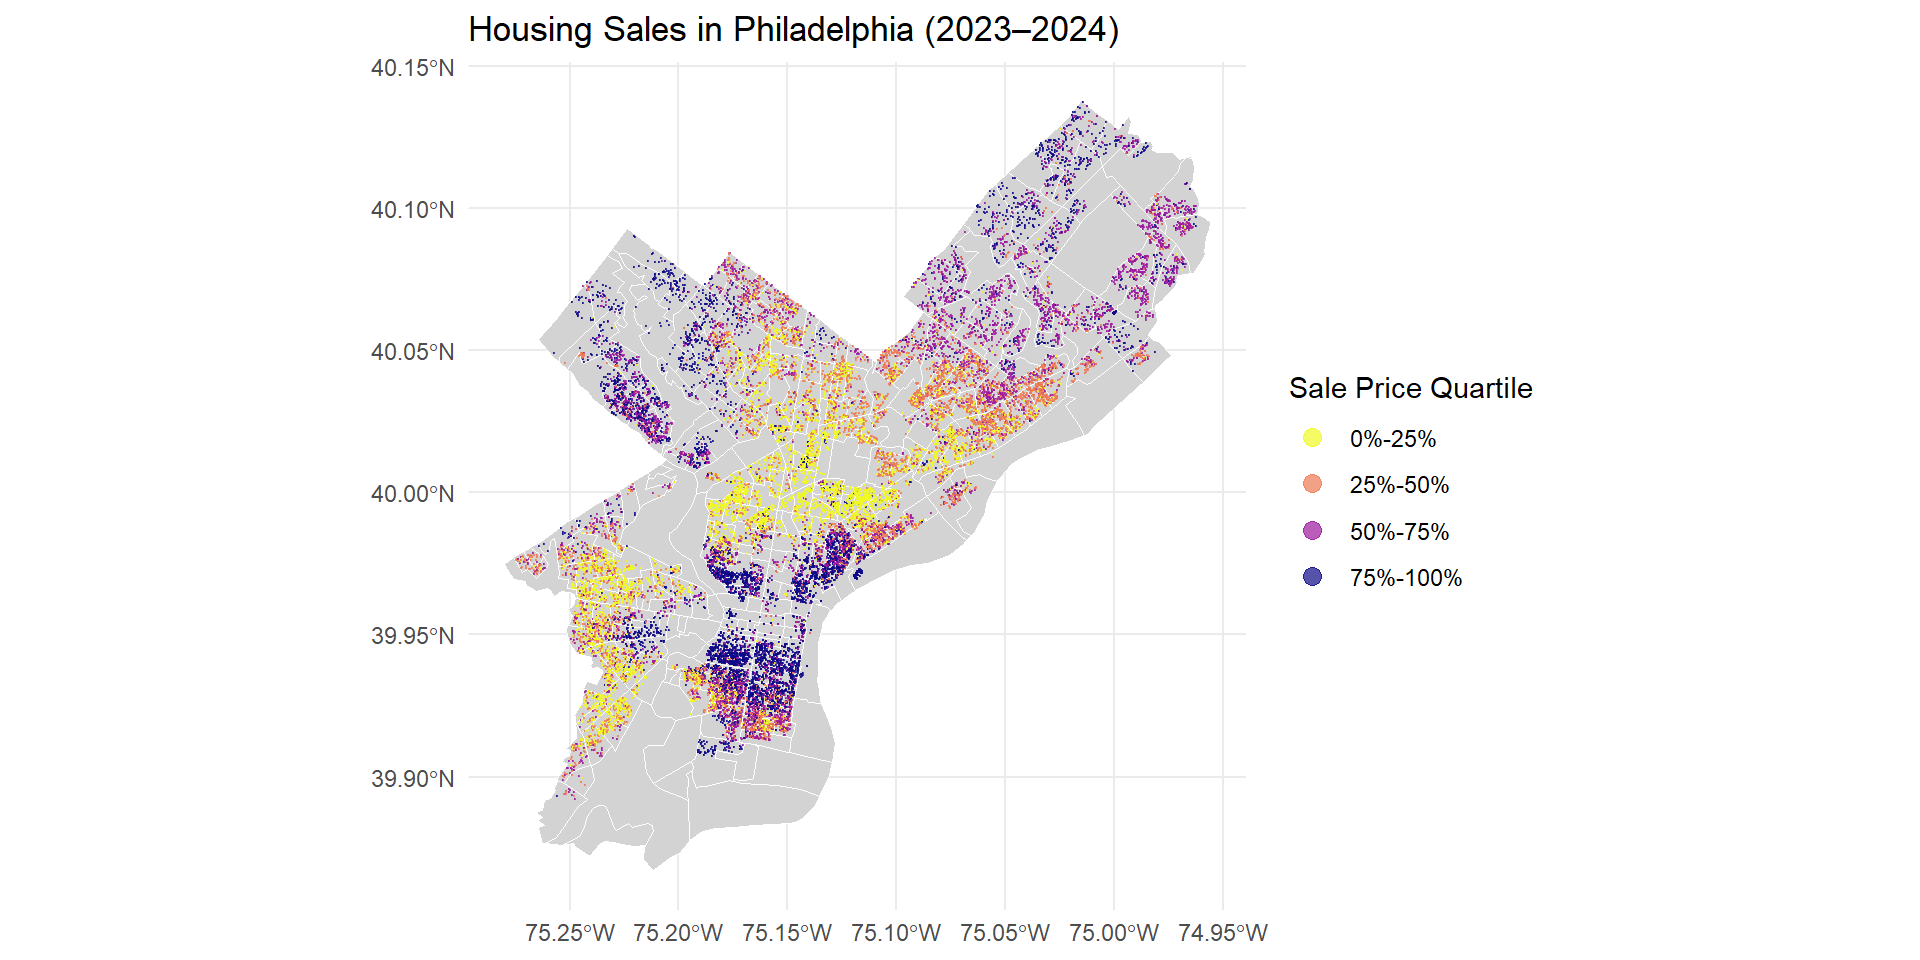 Housing Sales in Philadelphia (2023–2024)
40.15°N
40.10°N
40.05°N
40.00°N
39.95°N
39.90°N
75.25°W 75.20°W 75.15°W 75.10°W 75.05°W 75.00°W 74.95°W
Sale Price Quartile
0%-25%
25%-50%
50%-75%
75%-100%